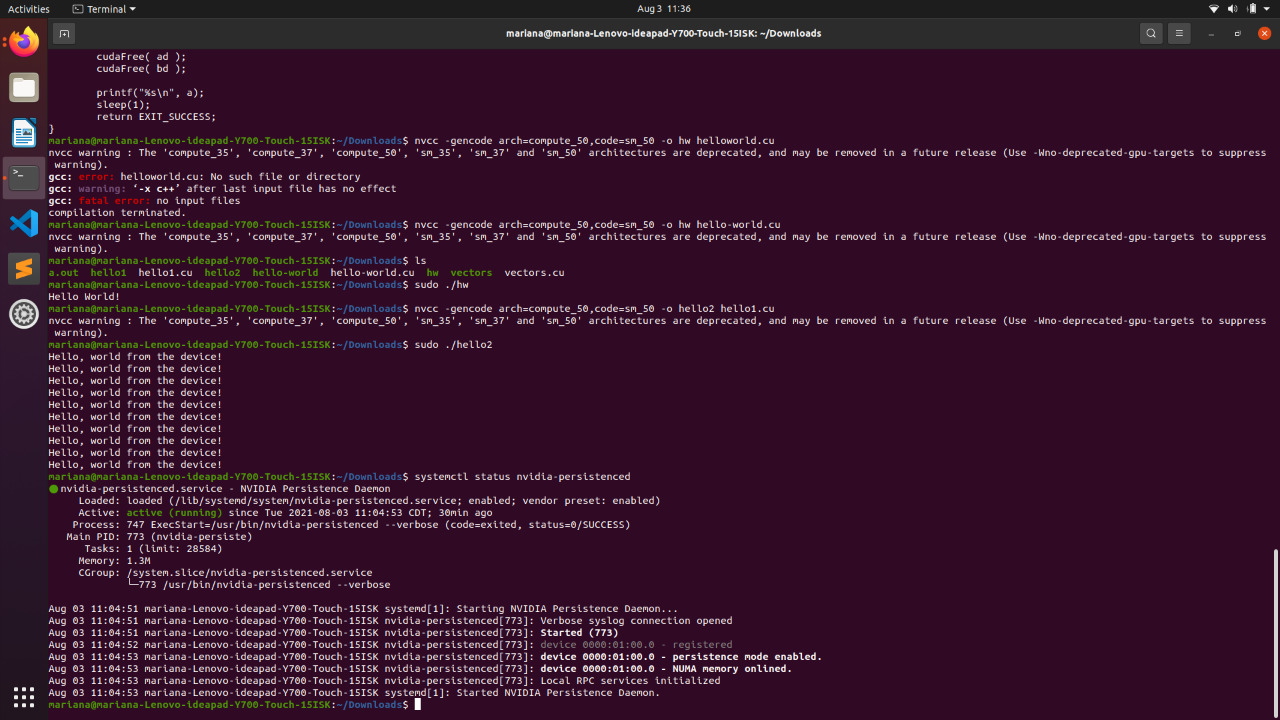 Activities
Terminal
Aug 3 11:36
mariana@mariana-Lenovo-ideapad-Y700-Touch-15ISK: ~/Downloads
        cudaFree( ad );
        cudaFree( bd );
        printf("%s\n", a);
        sleep(1);
        return EXIT_SUCCESS;
}
mariana@mariana-Lenovo-ideapad-Y700-Touch-15ISK:~/Downloads$ nvcc -gencode arch=compute_50,code=sm_50 -o hw helloworld.cu
nvcc warning : The 'compute_35', 'compute_37', 'compute_50', 'sm_35', 'sm_37' and 'sm_50' architectures are deprecated, and may be removed in a future release (Use -Wno-deprecated-gpu-targets to suppress
 warning).
gcc: error: helloworld.cu: No such file or directory
gcc: warning: ‘-x c++’ after last input file has no effect
gcc: fatal error: no input files
compilation terminated.
mariana@mariana-Lenovo-ideapad-Y700-Touch-15ISK:~/Downloads$ nvcc -gencode arch=compute_50,code=sm_50 -o hw hello-world.cu
nvcc warning : The 'compute_35', 'compute_37', 'compute_50', 'sm_35', 'sm_37' and 'sm_50' architectures are deprecated, and may be removed in a future release (Use -Wno-deprecated-gpu-targets to suppress
 warning).
mariana@mariana-Lenovo-ideapad-Y700-Touch-15ISK:~/Downloads$ ls
a.out  hello1  hello1.cu  hello2  hello-world  hello-world.cu  hw  vectors  vectors.cu
mariana@mariana-Lenovo-ideapad-Y700-Touch-15ISK:~/Downloads$ sudo ./hw
Hello World!
mariana@mariana-Lenovo-ideapad-Y700-Touch-15ISK:~/Downloads$ nvcc -gencode arch=compute_50,code=sm_50 -o hello2 hello1.cu
nvcc warning : The 'compute_35', 'compute_37', 'compute_50', 'sm_35', 'sm_37' and 'sm_50' architectures are deprecated, and may be removed in a future release (Use -Wno-deprecated-gpu-targets to suppress
 warning).
mariana@mariana-Lenovo-ideapad-Y700-Touch-15ISK:~/Downloads$ sudo ./hello2
Hello, world from the device!
Hello, world from the device!
Hello, world from the device!
Hello, world from the device!
Hello, world from the device!
Hello, world from the device!
Hello, world from the device!
Hello, world from the device!
Hello, world from the device!
Hello, world from the device!
mariana@mariana-Lenovo-ideapad-Y700-Touch-15ISK:~/Downloads$ systemctl status nvidia-persistenced
● nvidia-persistenced.service - NVIDIA Persistence Daemon
     Loaded: loaded (/lib/systemd/system/nvidia-persistenced.service; enabled; vendor preset: enabled)
     Active: active (running) since Tue 2021-08-03 11:04:53 CDT; 30min ago
    Process: 747 ExecStart=/usr/bin/nvidia-persistenced --verbose (code=exited, status=0/SUCCESS)
   Main PID: 773 (nvidia-persiste)
      Tasks: 1 (limit: 28584)
     Memory: 1.3M
     CGroup: /system.slice/nvidia-persistenced.service
             └─773 /usr/bin/nvidia-persistenced --verbose
Aug 03 11:04:51 mariana-Lenovo-ideapad-Y700-Touch-15ISK systemd[1]: Starting NVIDIA Persistence Daemon...
Aug 03 11:04:51 mariana-Lenovo-ideapad-Y700-Touch-15ISK nvidia-persistenced[773]: Verbose syslog connection opened
Aug 03 11:04:51 mariana-Lenovo-ideapad-Y700-Touch-15ISK nvidia-persistenced[773]: Started (773)
Aug 03 11:04:52 mariana-Lenovo-ideapad-Y700-Touch-15ISK nvidia-persistenced[773]: device 0000:01:00.0 - registered
Aug 03 11:04:53 mariana-Lenovo-ideapad-Y700-Touch-15ISK nvidia-persistenced[773]: device 0000:01:00.0 - persistence mode enabled.
Aug 03 11:04:53 mariana-Lenovo-ideapad-Y700-Touch-15ISK nvidia-persistenced[773]: device 0000:01:00.0 - NUMA memory onlined.
Aug 03 11:04:53 mariana-Lenovo-ideapad-Y700-Touch-15ISK nvidia-persistenced[773]: Local RPC services initialized
Aug 03 11:04:53 mariana-Lenovo-ideapad-Y700-Touch-15ISK systemd[1]: Started NVIDIA Persistence Daemon.
mariana@mariana-Lenovo-ideapad-Y700-Touch-15ISK:~/Downloads$